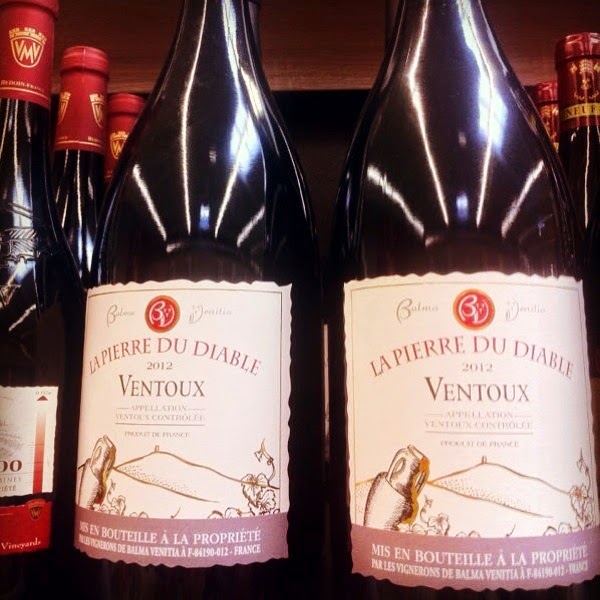 VMV
BEDOIN-FRANCE
Balma BV Venitia
LA PIERRE DU DIABLE
2012
VENTOUX
APPELLATION
VENTOUX CONTRÔLÉE
PRODUIT DE FRANCE
MIS EN BOUTEILLE À LA PROPRIÉTÉ
PAR LES VIGNERONS DE BALMA VENITIA À F-84190-012 - FRANCE
Balma BV Venitia
LA PIERRE DU DIABLE
2012
VENTOUX
APPELLATION
VENTOUX CONTRÔLÉE
PRODUIT DE FRANCE
MIS EN BOUTEILLE À LA PROPRIÉTÉ
PAR LES VIGNERONS DE BALMA VENITIA À F-84190-012 - FRANCE
Vineyards